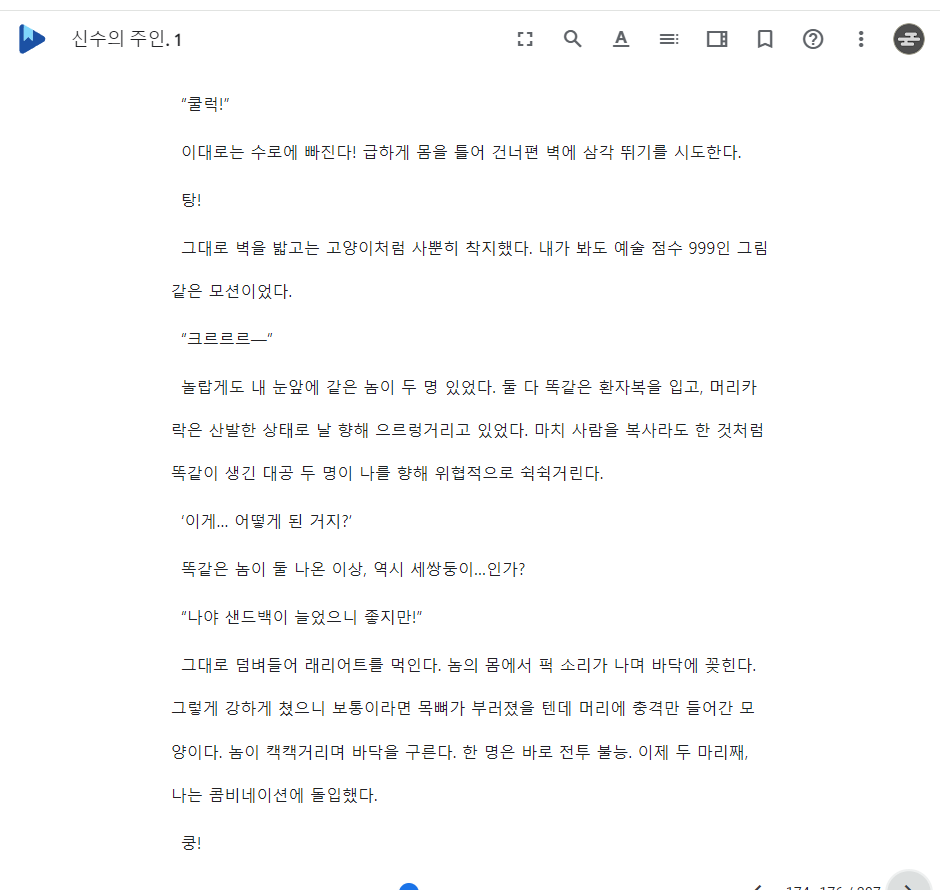 신수의 주인. 1
“쿨럭!”
이대로는 수로에 빠진다! 급하게 몸을 틀어 건너편 벽에 삼각 뛰기를 시도한다.
탕!
그대로 벽을 밟고는 고양이처럼 사뿐히 착지했다. 내가 봐도 예술 점수 999인 그림
같은 모션이었다.
“크르르르―”
놀랍게도 내 눈앞에 같은 놈이 두 명 있었다. 둘 다 똑같은 환자복을 입고, 머리카
락은 산발한 상태로 날 향해 으르렁거리고 있었다. 마치 사람을 복사라도 한 것처럼
똑같이 생긴 대공 두 명이 나를 향해 위협적으로 쉭쉭거린다.
‘이게... 어떻게 된 거지?’
똑같은 놈이 둘 나온 이상, 역시 세쌍둥이...인가?
“나야 샌드백이 늘었으니 좋지만!”
그대로 덤벼들어 래리어트를 먹인다. 놈의 몸에서 퍽 소리가 나며 바닥에 꽂힌다.
그렇게 강하게 쳤으니 보통이라면 목뼈가 부러졌을 텐데 머리에 충격만 들어간 모
양이다. 놈이 캑캑거리며 바닥을 구른다. 한 명은 바로 전투 불능. 이제 두 마리째,
나는 콤비네이션에 돌입했다.
쿵!